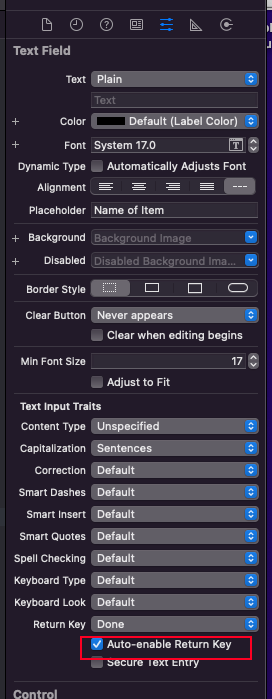 Text Field
Text Plain
Text
Color Default (Label Color)
Font System 17.0
Dynamic Type Automatically Adjusts Font
Alignment
Placeholder Name of Item
Background Background Image
Disabled Disabled Background Ima...
Border Style
Clear Button Never appears
Clear when editing begins
Min Font Size 17
Adjust to Fit
Text Input Traits
Content Type Unspecified
Capitalization Sentences
Correction Default
Smart Dashes Default
Smart Insert Default
Smart Quotes Default
Spell Checking Default
Keyboard Type Default
Keyboard Look Default
Return Key Done
Auto-enable Return Key
Secure Text Entry
Control